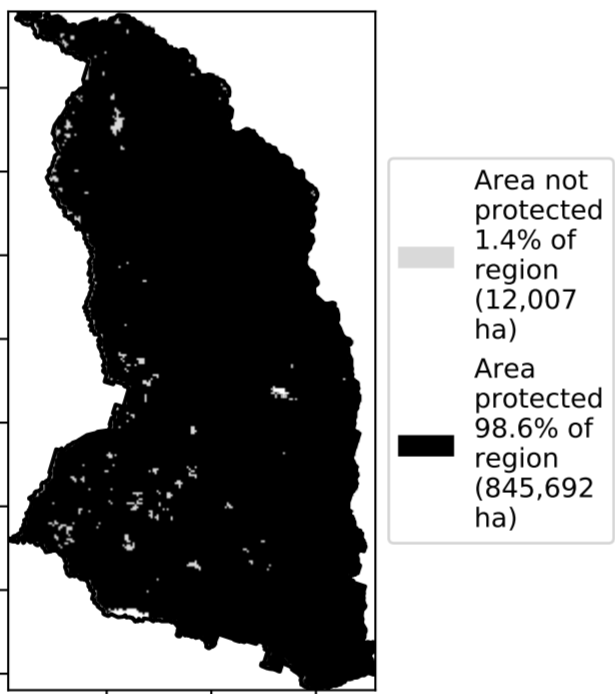 Area not
protected
1.4% of
region
(12,007
ha)
Area
protected
98.6% of
region
(845,692
ha)